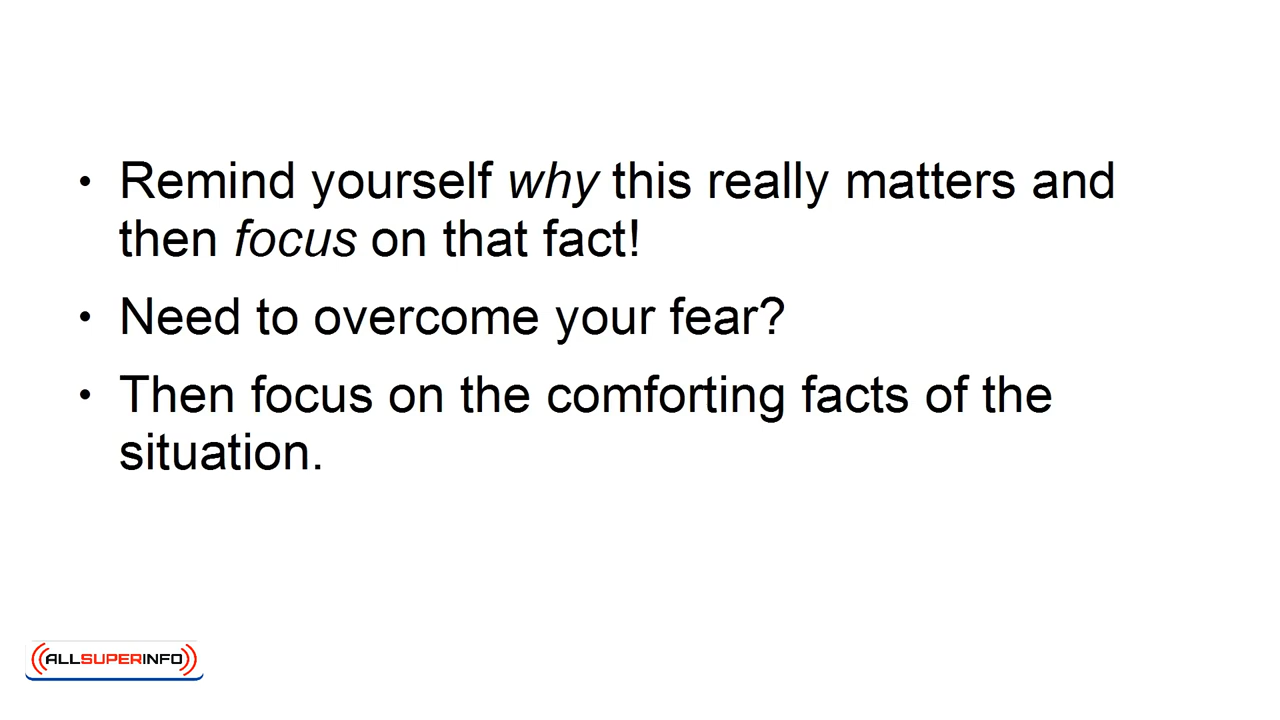 • Remind yourself why this really matters and
then focus on that fact!
• Need to overcome your fear?
• Then focus on the comforting facts of the
situation.
ALLSUPERINFO